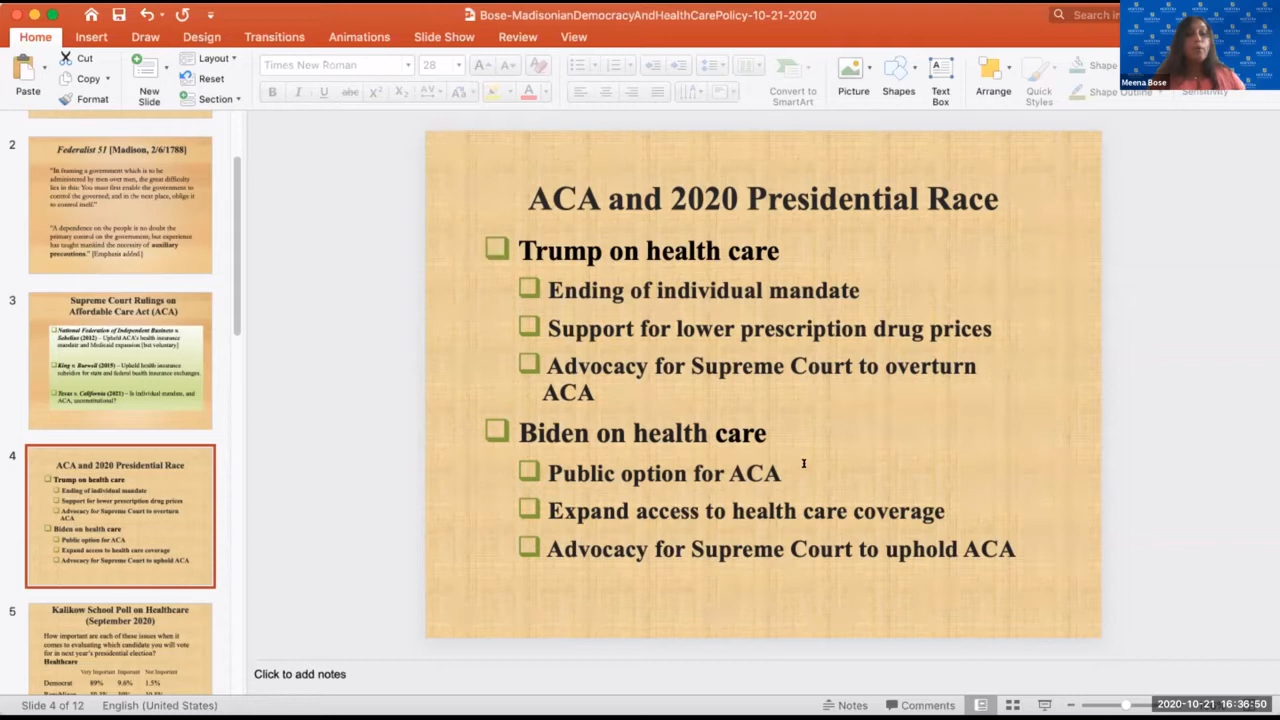 Bose-MadisonianDemocracyAndHealthCarePolicy-10-21-2020
Search in
Home Insert Draw Design Transitions Animations Slide Show Review View
Paste
Cut
Copy
Format
New Slide
Layout
Reset
Section
Times New Roman
28
B I U abc
Convert to SmartArt
Picture
Shapes
Text Box
Arrange
Quick Styles
Shape
Shape Outline
Sensitivity
Meena Bose
2
Federalist 51 [Madison, 2/6/1788]
"In framing a government which is to be
administered by men over men, the great difficulty
lies in this: You must first enable the government to
control the governed; and in the next place, oblige it
to control itself."
"A dependence on the people is no doubt the
primary control on the government; but experience
has taught mankind the necessity of auxiliary
precautions." [Emphasis added.]
3
Supreme Court Rulings on
Affordable Care Act (ACA)
National Federation of Independent Business v.
Sebelius (2012) – Upheld ACA's health insurance
mandate and Medicaid expansion [but voluntary]
King v. Burwell (2015) – Upheld health insurance
subsidies for state and federal health insurance exchanges.
Texas v. California (2021) – Is individual mandate, and
ACA, unconstitutional?
4
ACA and 2020 Presidential Race
Trump on health care
Ending of individual mandate
Support for lower prescription drug prices
Advocacy for Supreme Court to overturn
ACA
Biden on health care
Public option for ACA
Expand access to health care coverage
Advocacy for Supreme Court to uphold ACA
5
Kalikow School Poll on Healthcare
(September 2020)
How important are each of these issues when it
comes to evaluating which candidate you will vote
for in next year's presidential election?
Healthcare
Very Important Important Not Important
Democrat 89% 9.6% 1.5%
ACA and 2020 Presidential Race
Trump on health care
Ending of individual mandate
Support for lower prescription drug prices
Advocacy for Supreme Court to overturn
ACA
Biden on health care
Public option for ACA
Expand access to health care coverage
Advocacy for Supreme Court to uphold ACA
Click to add notes
Slide 4 of 12 English (United States) Notes Comments
2020-10-21 16:36:50